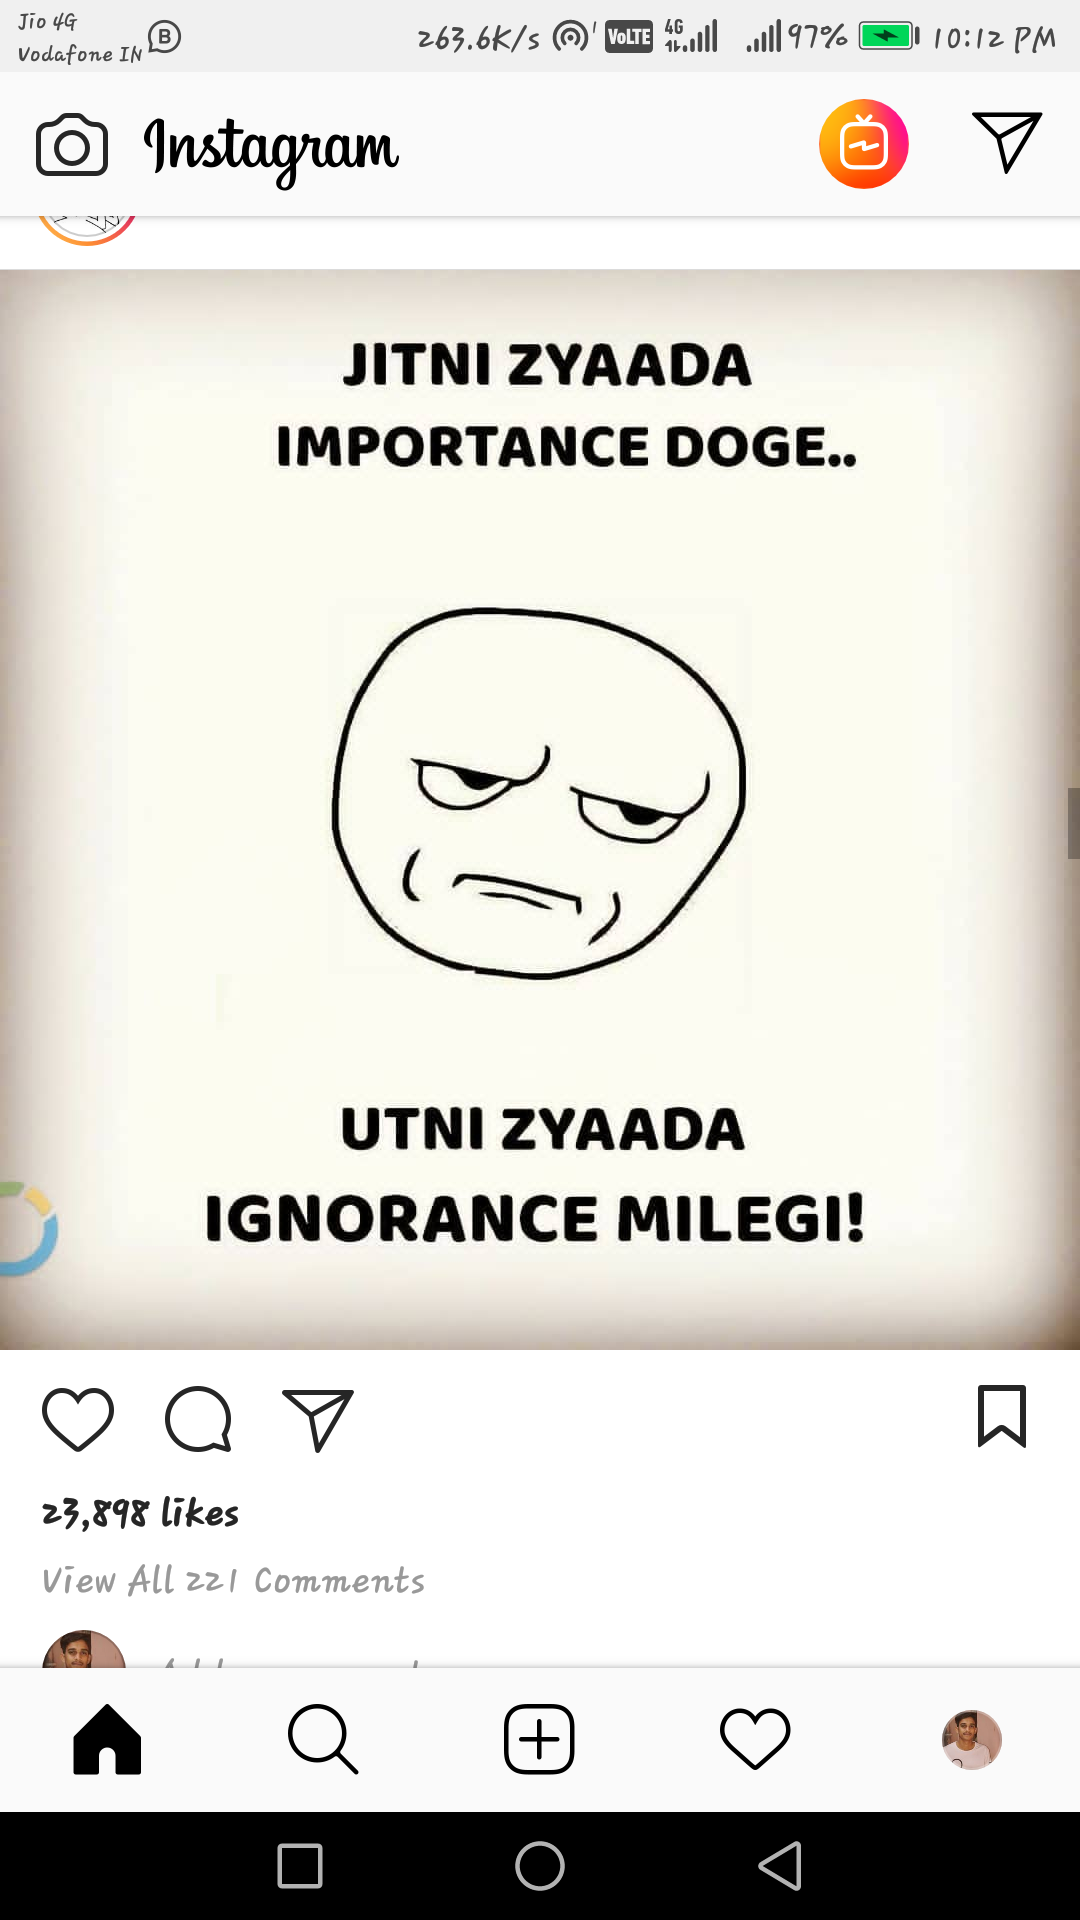 Jio 4G
Vodafone IN
B
263.6K/s
VoLTE
4G
97%
10:12 PM
Instagram
JITNI ZYAADA
IMPORTANCE DOGE..
UTNI ZYAADA
IGNORANCE MILEGI!
23,898 likes
View All 221 Comments